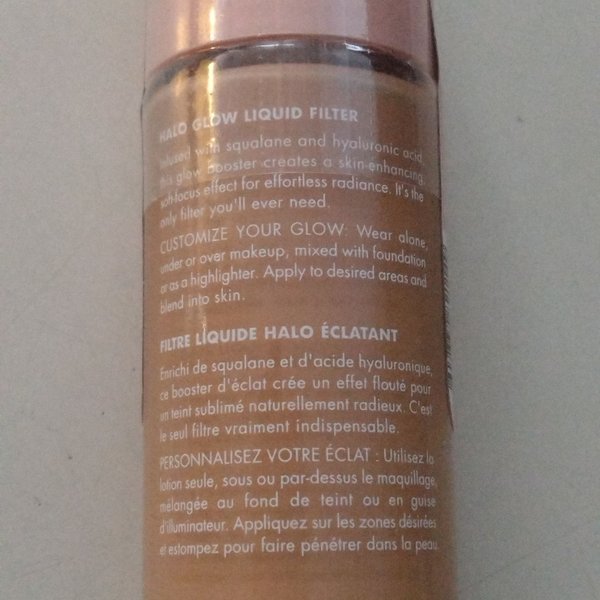 HALO GLOW LIQUID FILTER
Infused with squalane and hyaluronic acid,
this glow booster creates a skin-enhancing,
soft-focus effect for effortless radiance. It's the
only filter you'll ever need.
CUSTOMIZE YOUR GLOW: Wear alone,
under or over makeup, mixed with foundation
or as a highlighter. Apply to desired areas and
blend into skin.
FILTRE LIQUIDE HALO ÉCLATANT
Enrichi de squalane et d'acide hyaluronique,
ce booster d'éclat crée un effet flouté pour
un teint sublimé naturellement radieux. C'est
le seul filtre vraiment indispensable.
PERSONNALISEZ VOTRE ÉCLAT : Utilisez la
lotion seule, sous ou par-dessus le maquillage,
mélangée au fond de teint ou en guise
d'illuminateur. Appliquez sur les zones désirées
et estompez pour faire pénétrer dans la peau.